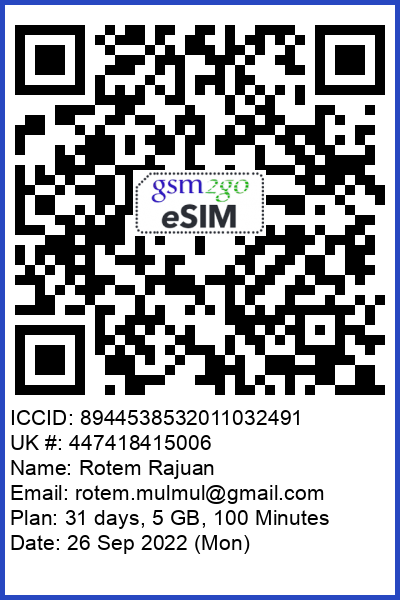 gsm2go
eSIM
ICCID: 8944538532011032491
UK #: 447418415006
Name: Rotem Rajuan
Email: rotem.mulmul@gmail.com
Plan: 31 days, 5 GB, 100 Minutes
Date: 26 Sep 2022 (Mon)